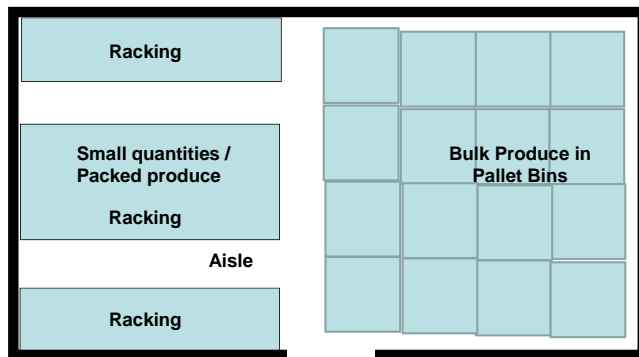 Racking
Small quantities /
Packed produce
Racking
Aisle
Racking
Bulk Produce in
Pallet Bins